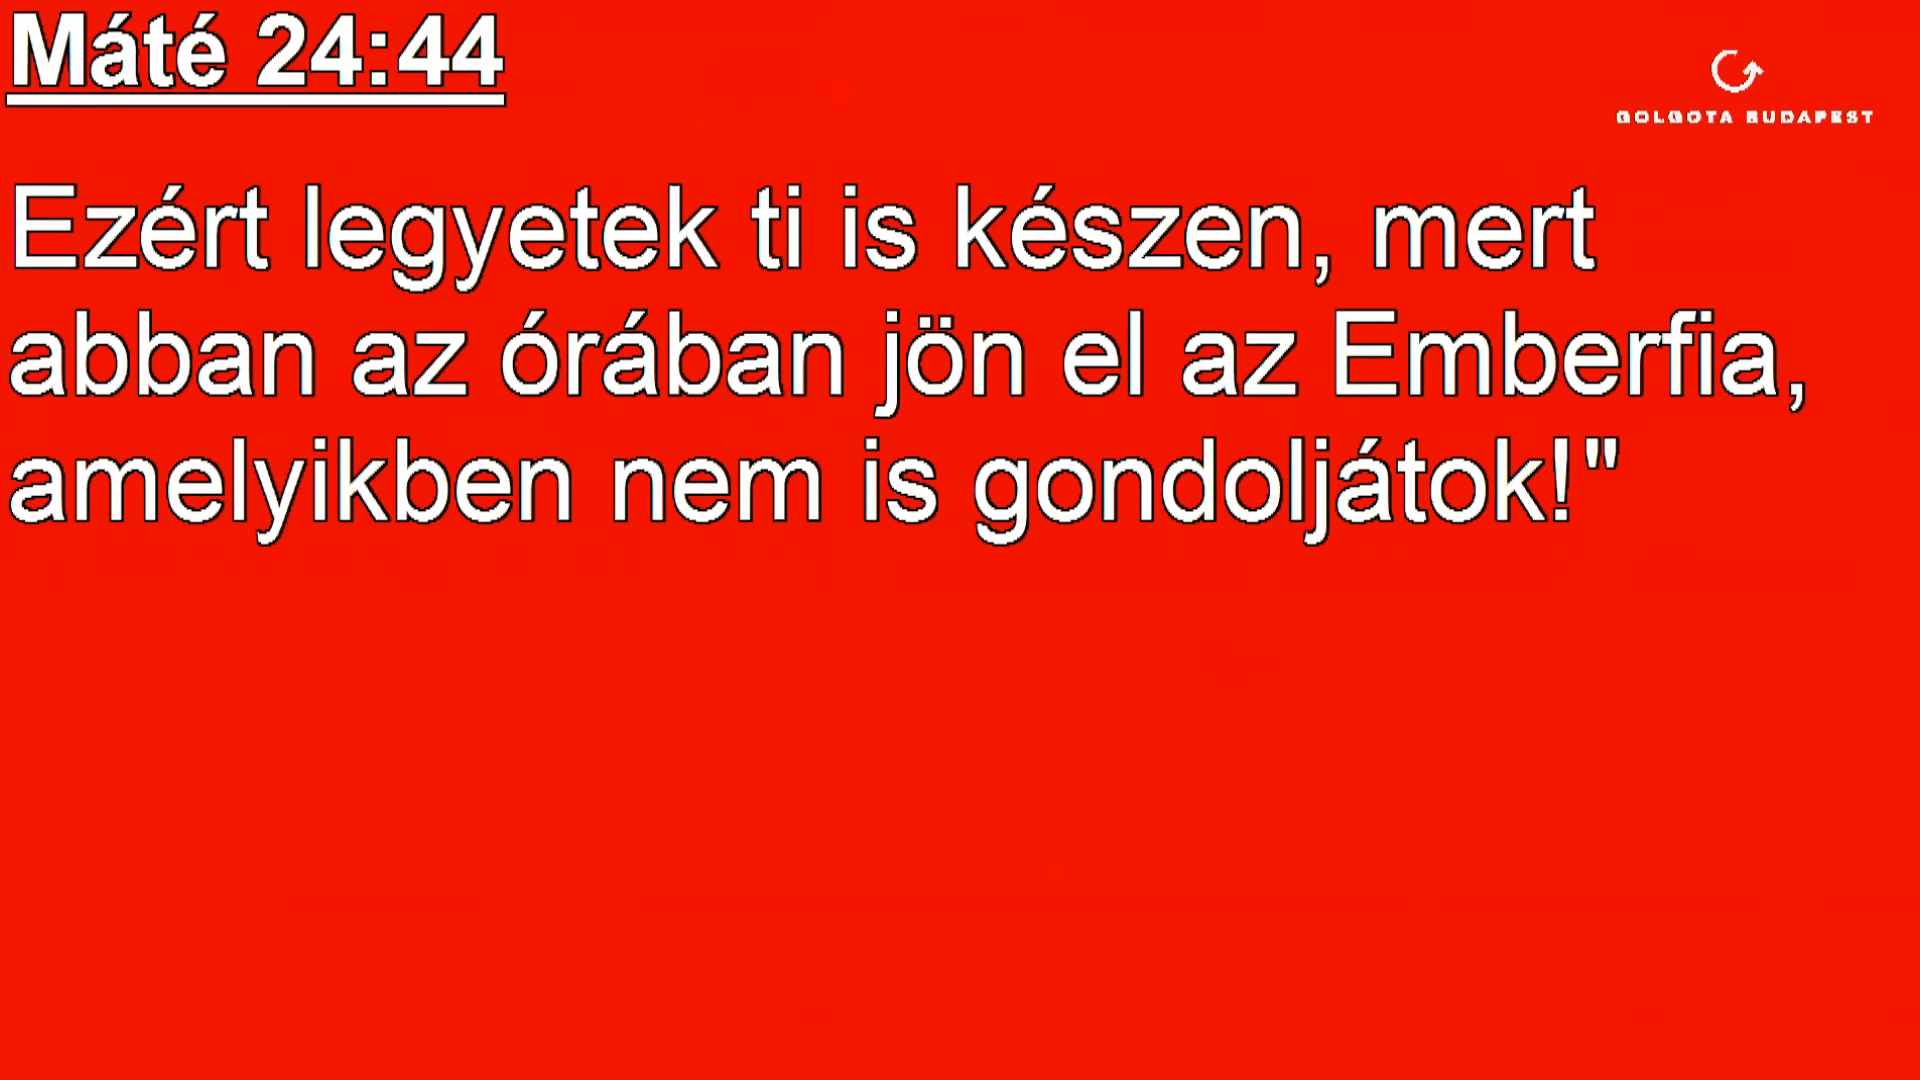 Máté 24:44
GOLGOTA BUDAPEST
Ezért legyetek ti is készen, mert
abban az órában jön el az Emberfia,
amelyikben nem is gondoljátok!"